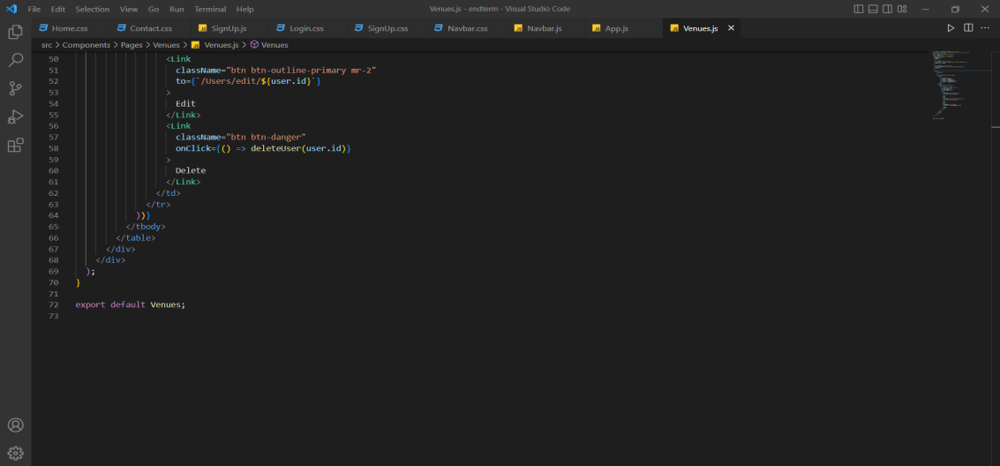 File Edit Selection View Go Run Terminal Help Venues.js - endterm - Visual Studio Code
Home.css Contact.css SignUp.js Login.css SignUp.css Navbar.css Navbar.js App.js Venues.js
src > Components > Pages > Venues > Venues.js > Venues
50 <Link
51 className="btn btn-outline-primary mr-2"
52 to={`/Users/edit/${user.id}`}
53 >
54 Edit
55 </Link>
56 <Link
57 className="btn btn-danger"
58 onClick={() => deleteUser(user.id)}
59 >
60 Delete
61 </Link>
62 </td>
63 </tr>
64 ))}
65 </tbody>
66 </table>
67 </div>
68 </div>
69 );
70 }
71
72 export default Venues;
73